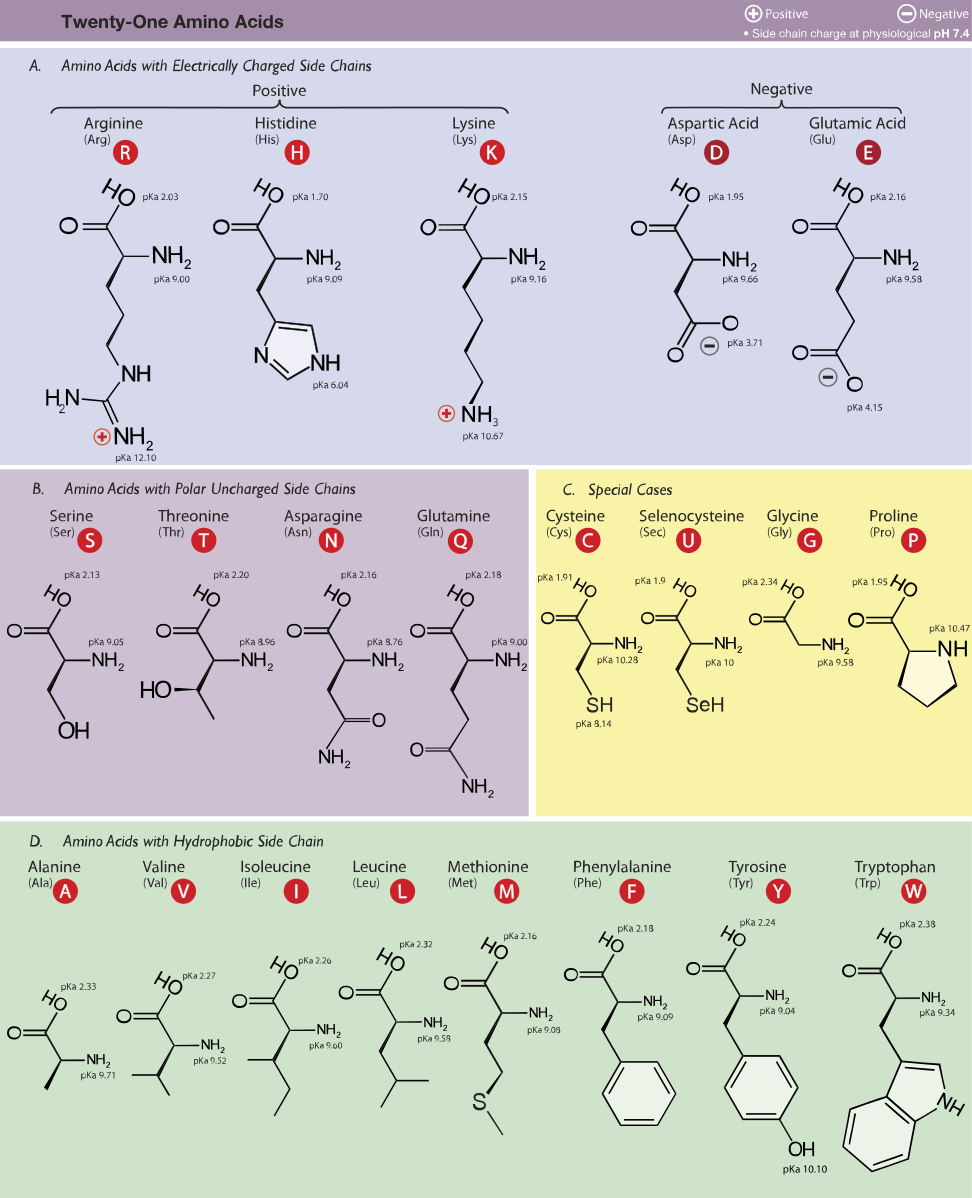 Twenty-One Amino Acids
⊕ Positive ⊖ Negative
• Side chain charge at physiological pH 7.4
A. Amino Acids with Electrically Charged Side Chains
Positive
Negative
Arginine
(Arg)
R
HO
pKa 2.03
O
NH2
pKa 9.00
NH
H2N
⊕ NH2
pKa 12.10
Histidine
(His)
H
HO
pKa 1.70
O
NH2
pKa 9.09
N
NH
pKa 6.04
Lysine
(Lys)
K
HO
pKa 2.15
O
NH2
pKa 9.16
⊕ NH3
pKa 10.67
Aspartic Acid
(Asp)
D
HO
pKa 1.95
O
NH2
pKa 9.66
O
O
⊖
pKa 3.71
Glutamic Acid
(Glu)
E
HO
pKa 2.16
O
NH2
pKa 9.58
O
⊖
O
pKa 4.15
B. Amino Acids with Polar Uncharged Side Chains
Serine
(Ser)
S
pKa 2.13
HO
O
pKa 9.05
NH2
OH
Threonine
(Thr)
T
pKa 2.20
HO
O
pKa 8.96
NH2
HO
Asparagine
(Asn)
N
pKa 2.16
HO
O
pKa 8.76
NH2
O
NH2
Glutamine
(Gln)
Q
pKa 2.18
HO
O
pKa 9.00
NH2
O
NH2
C. Special Cases
Cysteine
(Cys)
C
pKa 1.91
HO
O
NH2
pKa 10.28
SH
pKa 8.14
Selenocysteine
(Sec)
U
pKa 1.9
HO
O
NH2
pKa 10
SeH
Glycine
(Gly)
G
pKa 2.34
HO
O
NH2
pKa 9.58
Proline
(Pro)
P
pKa 1.95
HO
O
pKa 10.47
NH
D. Amino Acids with Hydrophobic Side Chain
Alanine
(Ala)
A
pKa 2.33
HO
O
NH2
pKa 9.71
Valine
(Val)
V
pKa 2.27
HO
O
NH2
pKa 9.52
Isoleucine
(Ile)
I
pKa 2.26
HO
O
NH2
pKa 9.60
Leucine
(Leu)
L
pKa 2.32
HO
O
NH2
pKa 9.58
Methionine
(Met)
M
pKa 2.16
HO
O
NH2
pKa 9.08
S
Phenylalanine
(Phe)
F
pKa 2.18
HO
O
NH2
pKa 9.09
Tyrosine
(Tyr)
Y
pKa 2.24
HO
O
NH2
pKa 9.04
OH
pKa 10.10
Tryptophan
(Trp)
W
pKa 2.38
HO
O
NH2
pKa 9.34
NH